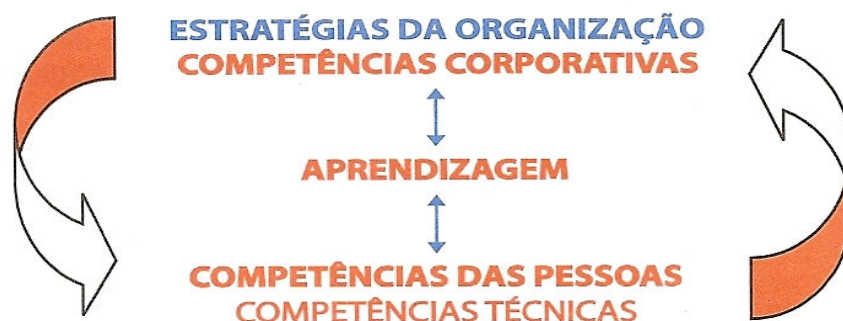 ESTRATÉGIAS DA ORGANIZAÇÃO
COMPETÊNCIAS CORPORATIVAS
APRENDIZAGEM
COMPETÊNCIAS DAS PESSOAS
COMPETÊNCIAS TÉCNICAS